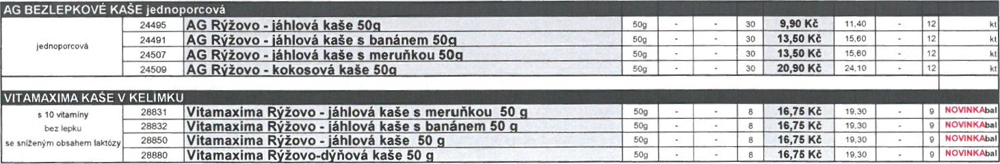 AG BEZLEPKOVÉ KAŠE jednoporcová
24495 AG Rýžovo - jáhlová kaše 50g 50g - - 30 9,90 Kč 11,40 - 12 kt
jednoporcová 24491 AG Rýžovo - jáhlová kaše s banánem 50g 50g - - 30 13,50 Kč 15,60 - 12 kt
24507 AG Rýžovo - jáhlová kaše s meruňkou 50g 50g - - 30 13,50 Kč 15,60 - 12 kt
24509 AG Rýžovo - kokosová kaše 50g 50g - - 30 20,90 Kč 24,10 - 12 kt
VITAMAXIMA KAŠE V KELÍMKU
s 10 vitamíny 28831 Vitamaxima Rýžovo - jáhlová kaše s meruňkou 50 g 50g - - 8 16,75 Kč 19,30 - 9 NOVINKA bal
bez lepku 28832 Vitamaxima Rýžovo - jáhlová kaše s banánem 50 g 50g - - 8 16,75 Kč 19,30 - 9 NOVINKA bal
se sníženým obsahem laktózy 28850 Vitamaxima Rýžovo - jáhlová kaše 50 g 50g - - 8 16,75 Kč 19,30 - 9 NOVINKA bal
28880 Vitamaxima Rýžovo-dýňová kaše 50 g 50g - - 8 16,75 Kč 19,30 - 9 NOVINKA bal